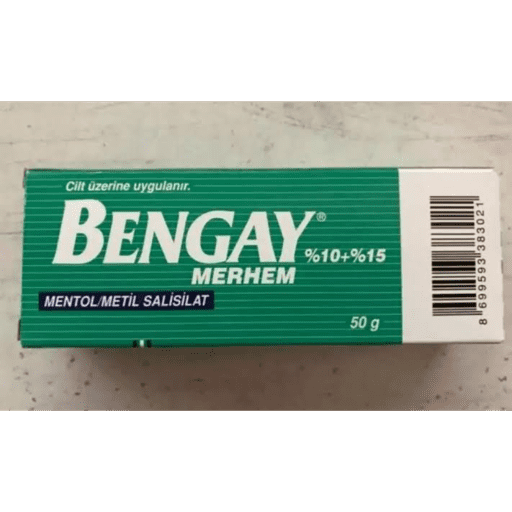 Cilt üzerine uygulanır.
BENGAY®
%10+%15
MERHEM
MENTOL/METİL SALİSİLAT
50 g
8 699593 383021